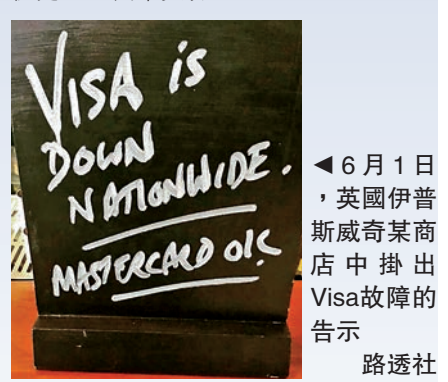 VISA is
DOWN
NATIONWIDE.
MASTERCARD OK
◀6月1日
，英國伊普
斯威奇某商
店中掛出
Visa故障的
告示
路透社